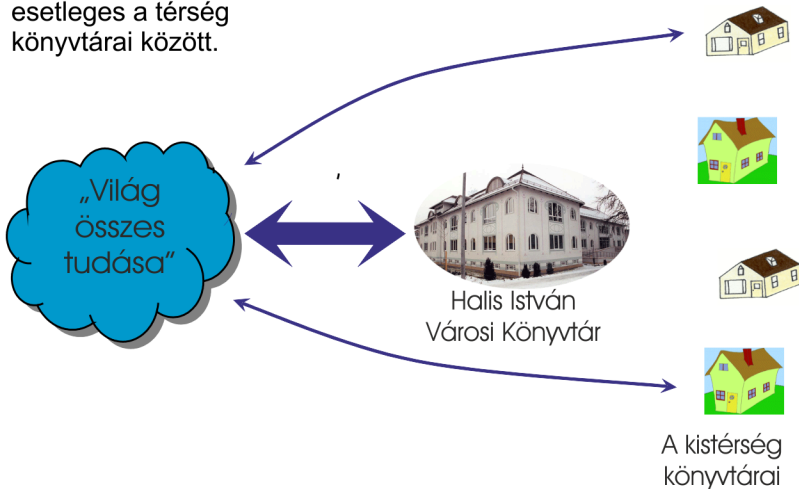 esetleges a térség
könyvtárai között.
„Világ
összes
tudása"
Halis István
Városi Könyvtár
A kistérség
könyvtárai